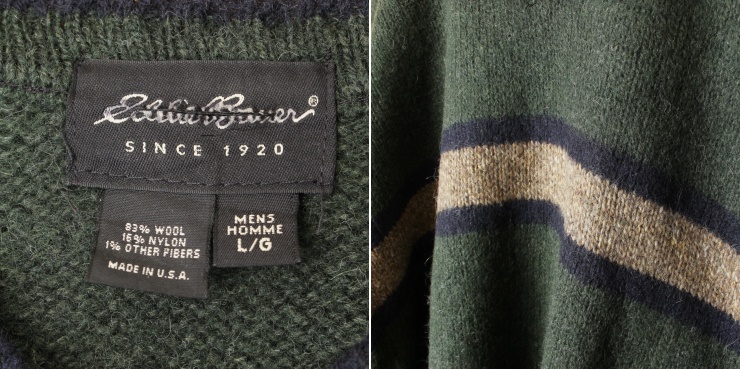 Eddie Bauer®
SINCE 1920
83% WOOL
16% NYLON
1% OTHER FIBERS
MADE IN U.S.A.
MENS
HOMME
L/G